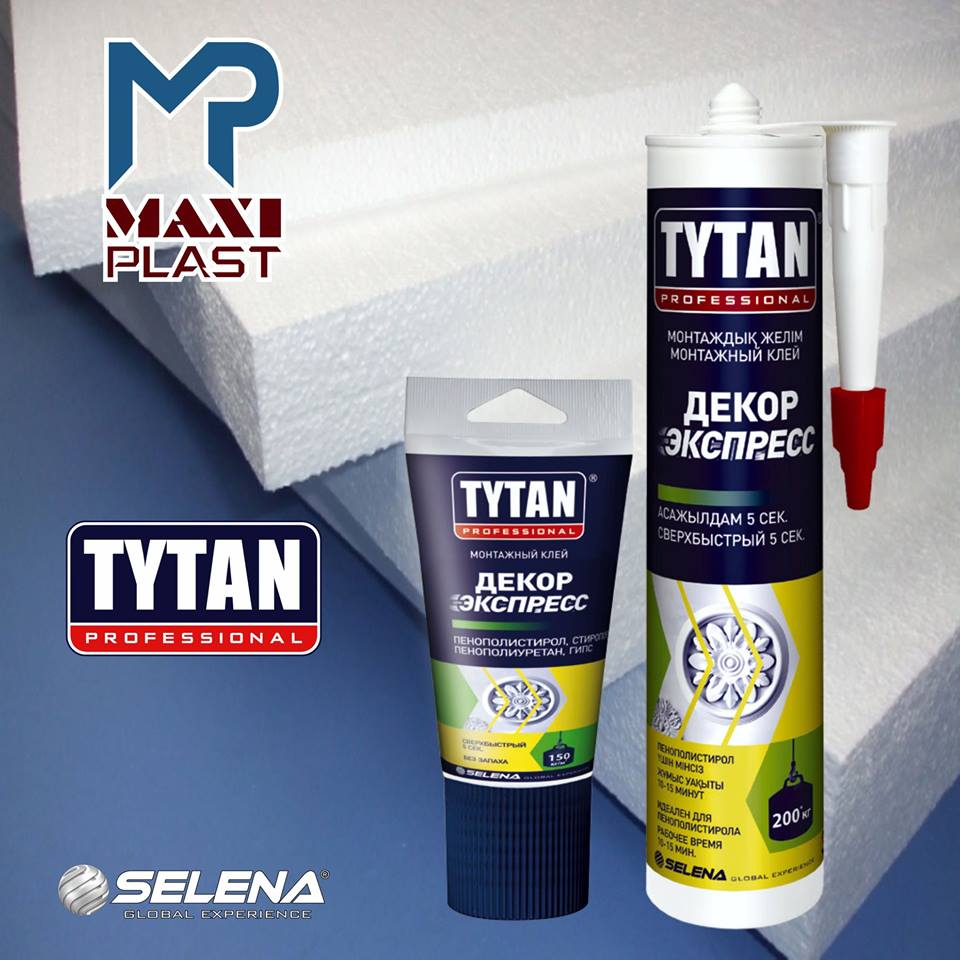 MP
MAXI
PLAST
TYTAN
PROFESSIONAL
SELENA®
GLOBAL EXPERIENCE
TYTAN®
PROFESSIONAL
МОНТАЖНЫЙ КЛЕЙ
ДЕКОР
ЭКСПРЕСС
ПЕНОПОЛИСТИРОЛ,
ПЕНОПОЛИУРЕТАН, ГИПС
СВЕРХБЫСТРЫЙ
5 СЕК.
БЕЗ ЗАПАХА
150
SELENA GLOBAL
TYTAN
PROFESSIONAL
МОНТАЖДЫҚ ЖЕЛІМ
МОНТАЖНЫЙ КЛЕЙ
ДЕКОР
ЭКСПРЕСС
АСАЖЫЛДАМ 5 СЕК.
СВЕРХБЫСТРЫЙ 5 СЕК.
ПЕНОПОЛИСТИРОЛ
ҮШІН МІНСІЗ
ЖҰМЫС УАҚЫТЫ
10-15 МИНУТ
ИДЕАЛЕН ДЛЯ
ПЕНОПОЛИСТИРОЛА
РАБОЧЕЕ ВРЕМЯ
10-15 МИН.
200* КГ
SELENA GLOBAL EXPERIENCE